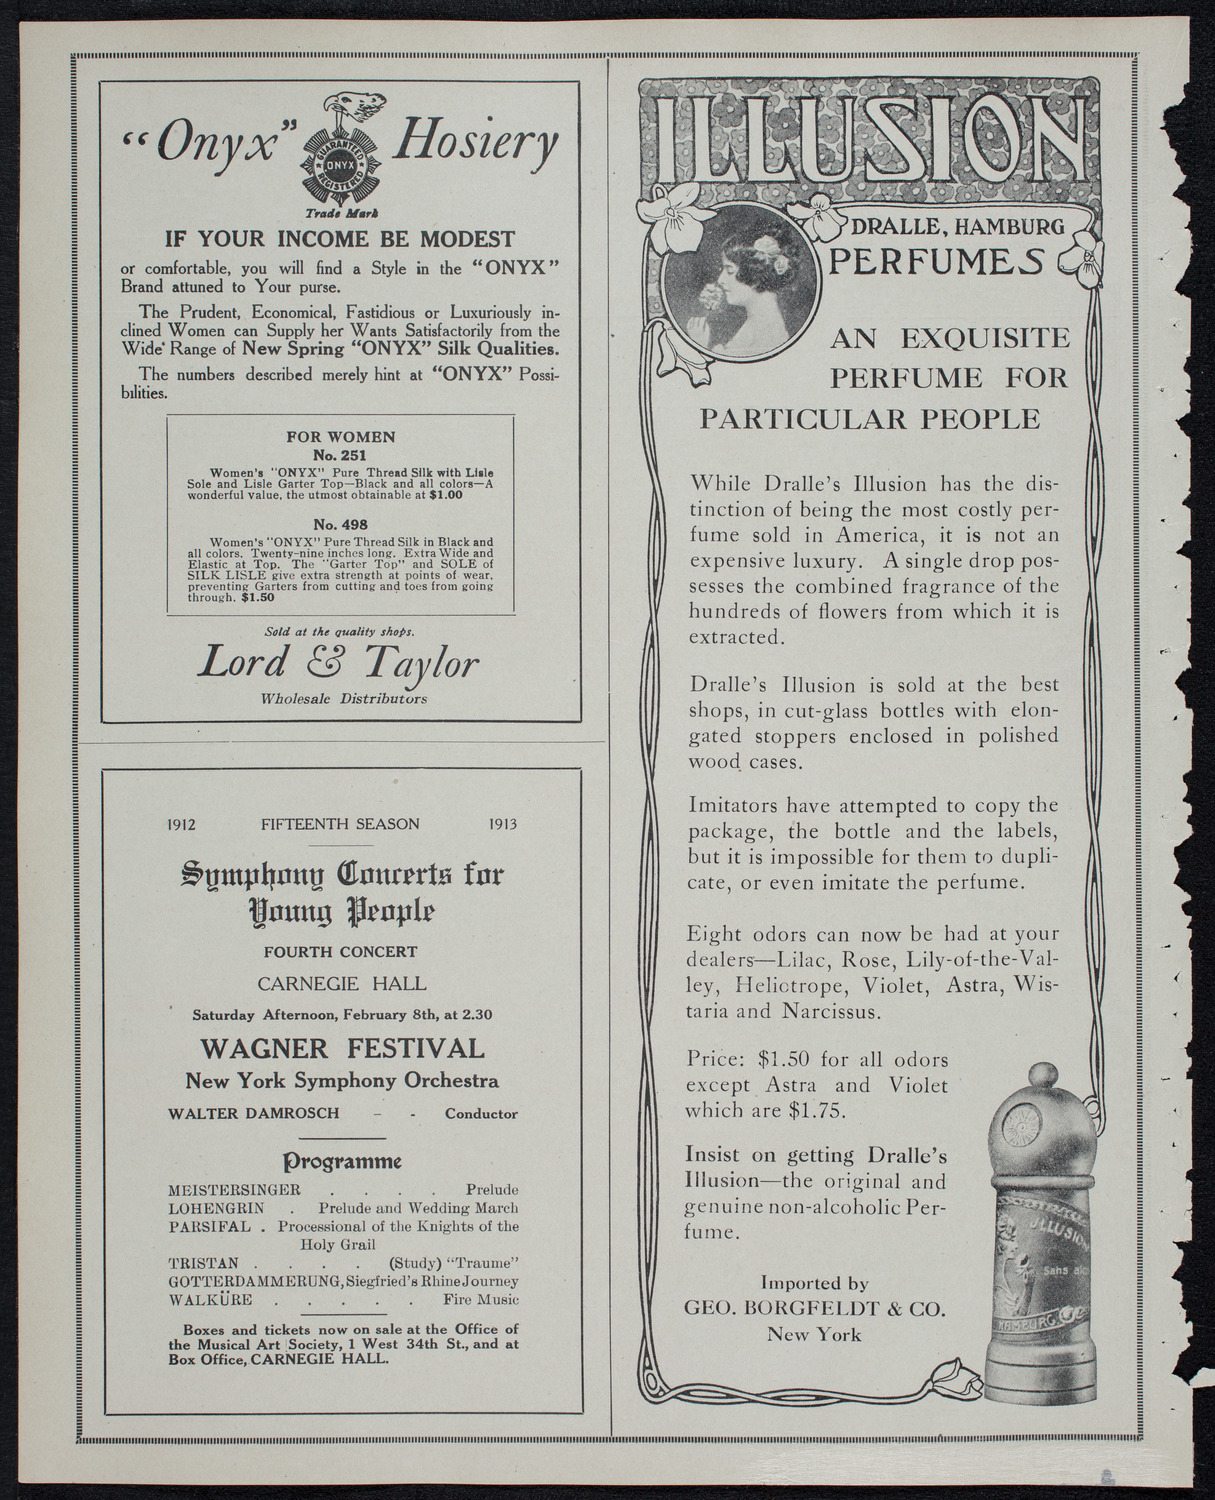 "Onyx" Hosiery
GUARANTEED
ONYX
REGISTERED
Trade Mark
IF YOUR INCOME BE MODEST
or comfortable, you will find a Style in the "ONYX"
Brand attuned to Your purse.
The Prudent, Economical, Fastidious or Luxuriously in-
clined Women can Supply her Wants Satisfactorily from the
Wide Range of New Spring "ONYX" Silk Qualities.
The numbers described merely hint at "ONYX" Possi-
bilities.
FOR WOMEN
No. 251
Women's "ONYX" Pure Thread Silk with Lisle
Sole and Lisle Garter Top—Black and all colors—A
wonderful value, the utmost obtainable at $1.00
No. 498
Women's "ONYX" Pure Thread Silk in Black and
all colors. Twenty-nine inches long. Extra Wide and
Elastic at Top. The "Garter Top" and SOLE of
SILK LISLE give extra strength at points of wear,
preventing Garters from cutting and toes from going
through. $1.50
Sold at the quality shops.
Lord & Taylor
Wholesale Distributors
1912 FIFTEENTH SEASON 1913
Symphony Concerts for
Young People
FOURTH CONCERT
CARNEGIE HALL
Saturday Afternoon, February 8th, at 2.30
WAGNER FESTIVAL
New York Symphony Orchestra
WALTER DAMROSCH - - Conductor
Programme
MEISTERSINGER . . . . Prelude
LOHENGRIN . Prelude and Wedding March
PARSIFAL . Processional of the Knights of the
Holy Grail
TRISTAN . . . . (Study) "Traume"
GOTTERDAMMERUNG, Siegfried's Rhine Journey
WALKÜRE . . . . . Fire Music
Boxes and tickets now on sale at the Office of
the Musical Art Society, 1 West 34th St., and at
Box Office, CARNEGIE HALL.
ILLUSION
DRALLE, HAMBURG
PERFUMES
AN EXQUISITE
PERFUME FOR
PARTICULAR PEOPLE
While Dralle's Illusion has the dis-
tinction of being the most costly per-
fume sold in America, it is not an
expensive luxury. A single drop pos-
sesses the combined fragrance of the
hundreds of flowers from which it is
extracted.
Dralle's Illusion is sold at the best
shops, in cut-glass bottles with elon-
gated stoppers enclosed in polished
wood cases.
Imitators have attempted to copy the
package, the bottle and the labels,
but it is impossible for them to dupli-
cate, or even imitate the perfume.
Eight odors can now be had at your
dealers—Lilac, Rose, Lily-of-the-Val-
ley, Heliotrope, Violet, Astra, Wis-
taria and Narcissus.
Price: $1.50 for all odors
except Astra and Violet
which are $1.75.
Insist on getting Dralle's
Illusion—the original and
genuine non-alcoholic Per-
fume.
Imported by
GEO. BORGFELDT & CO.
New York
ILLUSION
HAMBURG